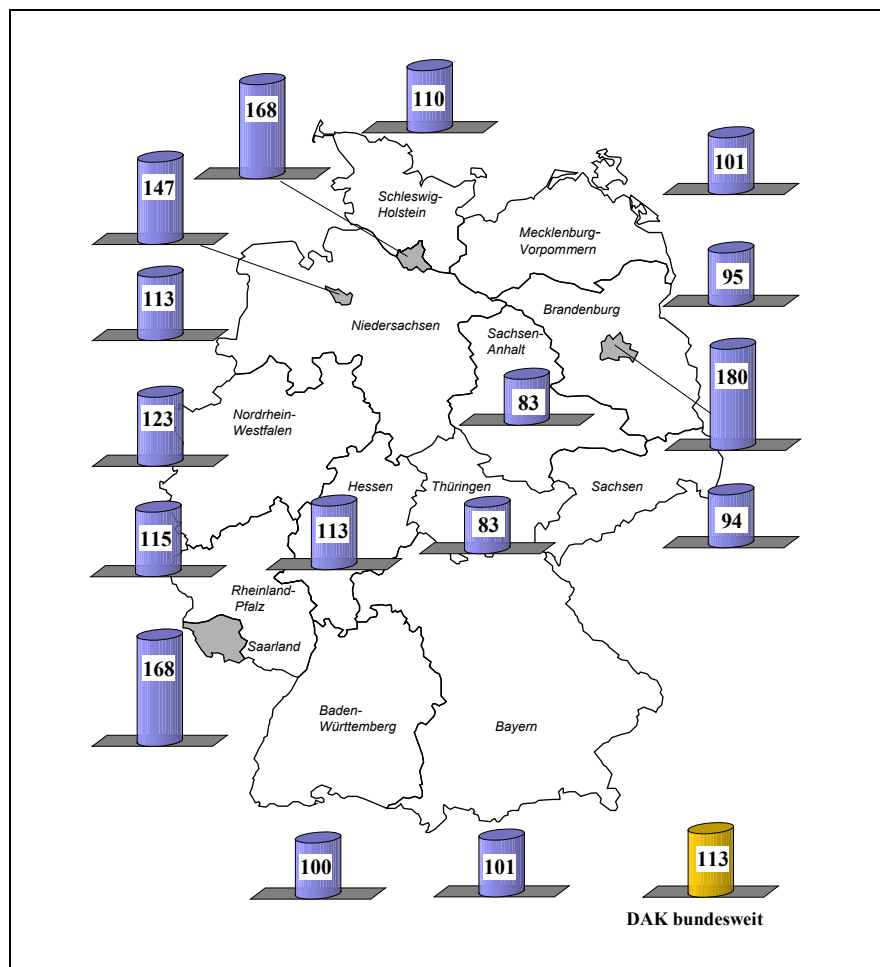 168
110
101
147
Schleswig-
Holstein
Mecklenburg-
Vorpommern
113
95
Niedersachsen
Brandenburg
Sachsen-
Anhalt
180
83
123
Nordrhein-
Westfalen
Hessen
Thüringen
Sachsen
115
113
83
94
Rheinland-
Pfalz
Saarland
168
Baden-
Württemberg
Bayern
100
101
113
DAK bundesweit